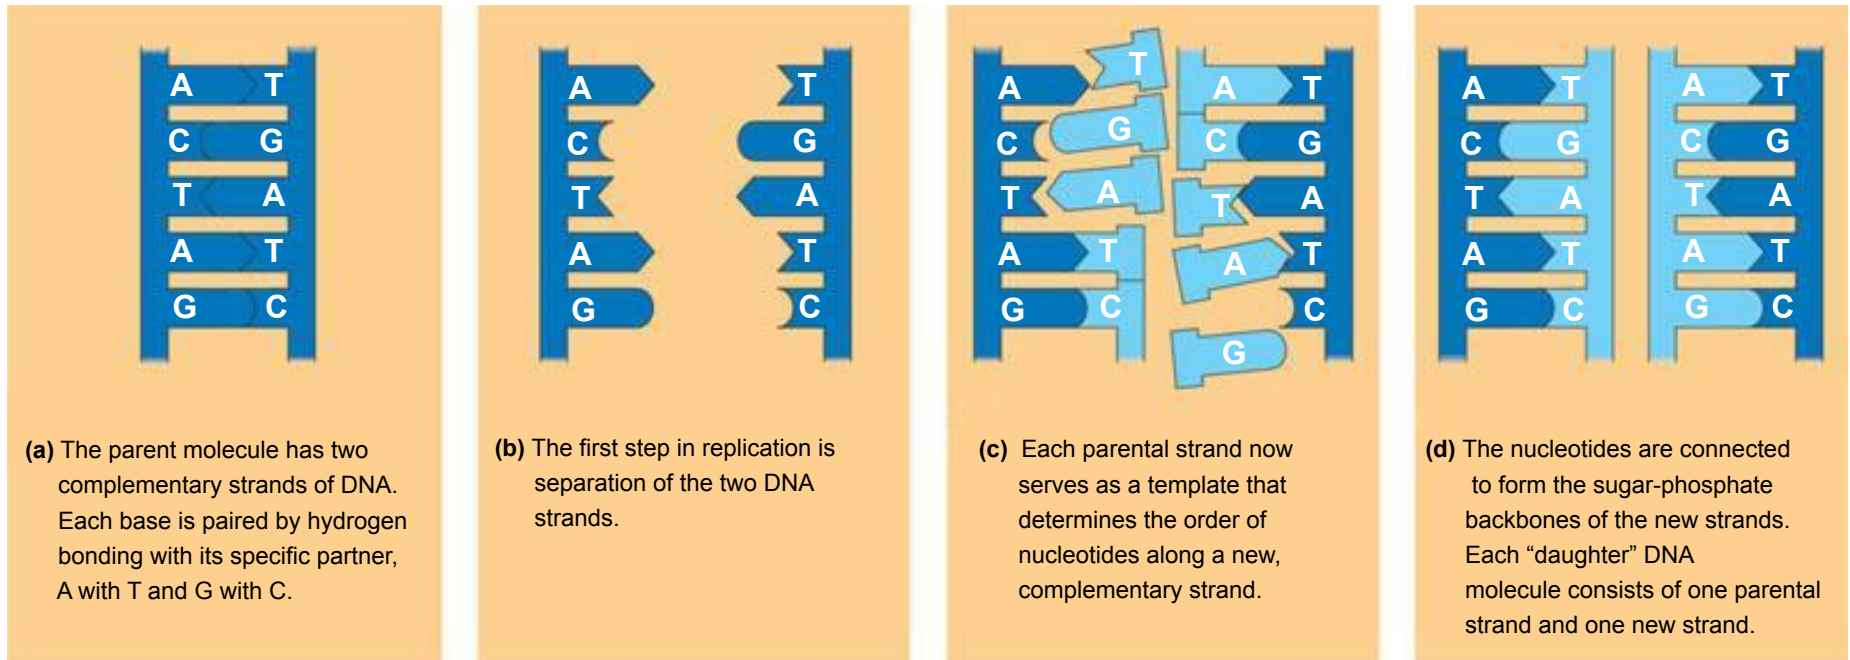 A T
C G
T A
A T
G C
(a) The parent molecule has two
complementary strands of DNA.
Each base is paired by hydrogen
bonding with its specific partner,
A with T and G with C.
A T
C G
T A
A T
G C
(b) The first step in replication is
separation of the two DNA
strands.
A T A T
C G C G
T A T A
A T A T
G C G C
(c) Each parental strand now
serves as a template that
determines the order of
nucleotides along a new,
complementary strand.
A T A T
C G C G
T A T A
A T A T
G C G C
(d) The nucleotides are connected
to form the sugar-phosphate
backbones of the new strands.
Each “daughter” DNA
molecule consists of one parental
strand and one new strand.